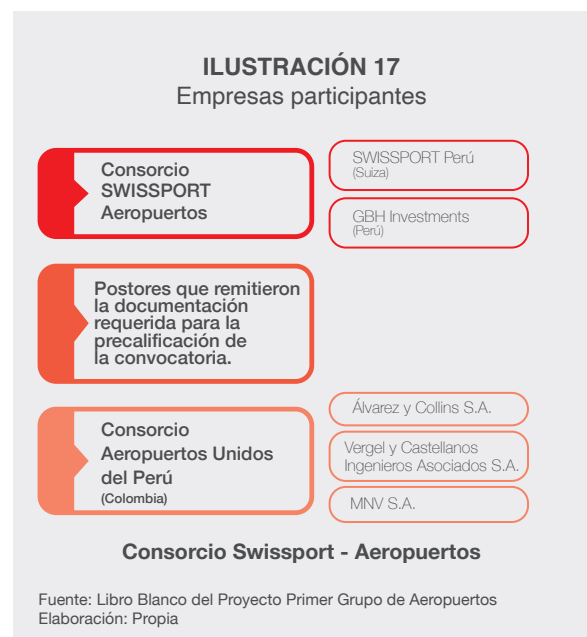 ILUSTRACIÓN 17
Empresas participantes
Consorcio
SWISSPORT
Aeropuertos
SWISSPORT Perú
(Suiza)
GBH Investments
(Perú)
Postores que remitieron
la documentación
requerida para la
precalificación de
la convocatoria.
Consorcio
Aeropuertos Unidos
del Perú
(Colombia)
Álvarez y Collins S.A.
Vergel y Castellanos
Ingenieros Asociados S.A.
MNV S.A.
Consorcio Swissport - Aeropuertos
Fuente: Libro Blanco del Proyecto Primer Grupo de Aeropuertos
Elaboración: Propia